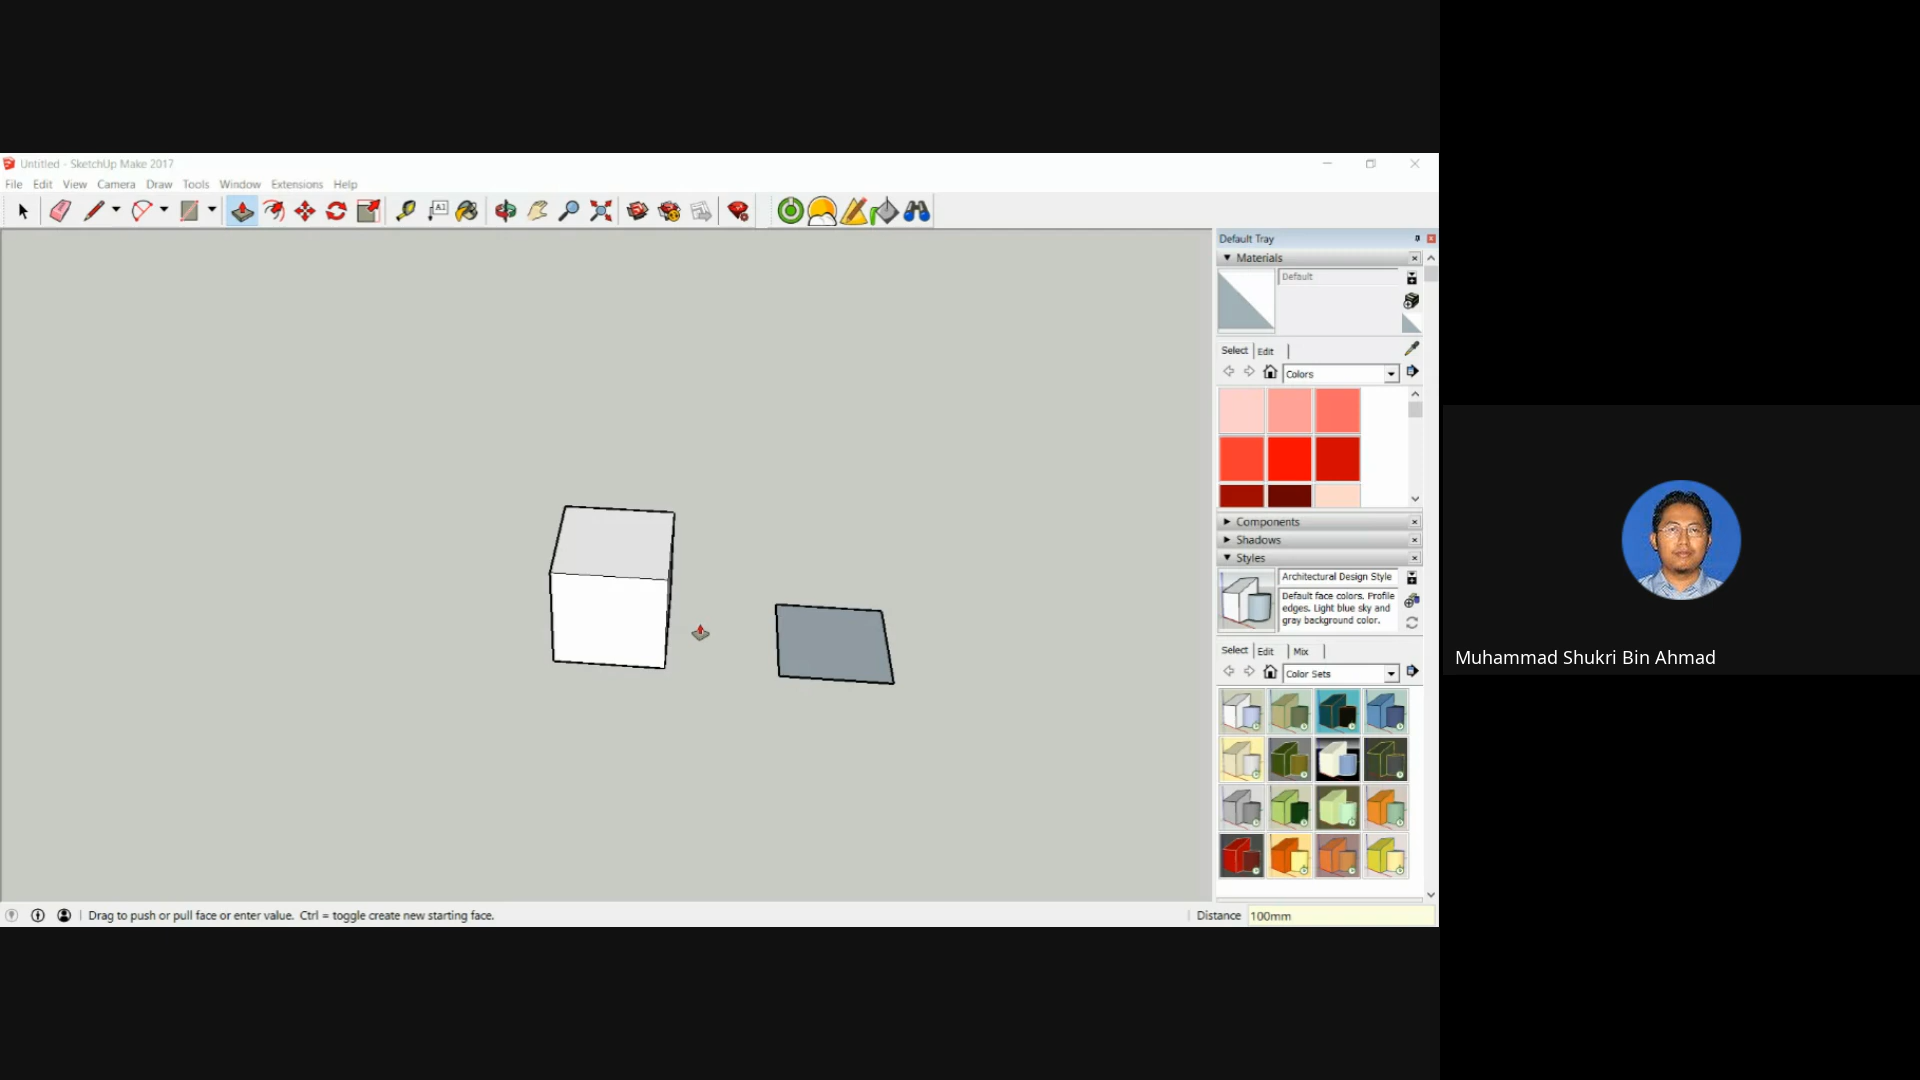 Untitled - SketchUp Make 2017
File Edit View Camera Draw Tools Window Extensions Help
A1
Default Tray
Materials
Default
Select Edit
Colors
Components
Shadows
Styles
Architectural Design Style
Default face colors. Profile
edges. Light blue sky and
gray background color.
Select Edit Mix
Color Sets
Muhammad Shukri Bin Ahmad
Drag to push or pull face or enter value. Ctrl = toggle create new starting face.
Distance 100mm